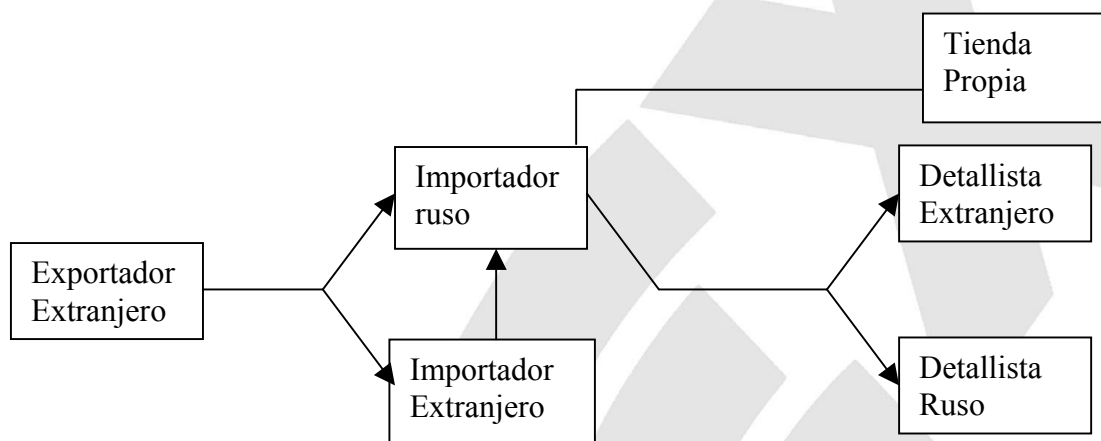 Tienda
Propia
Importador
ruso
Detallista
Extranjero
Exportador
Extranjero
Importador
Extranjero
Detallista
Ruso